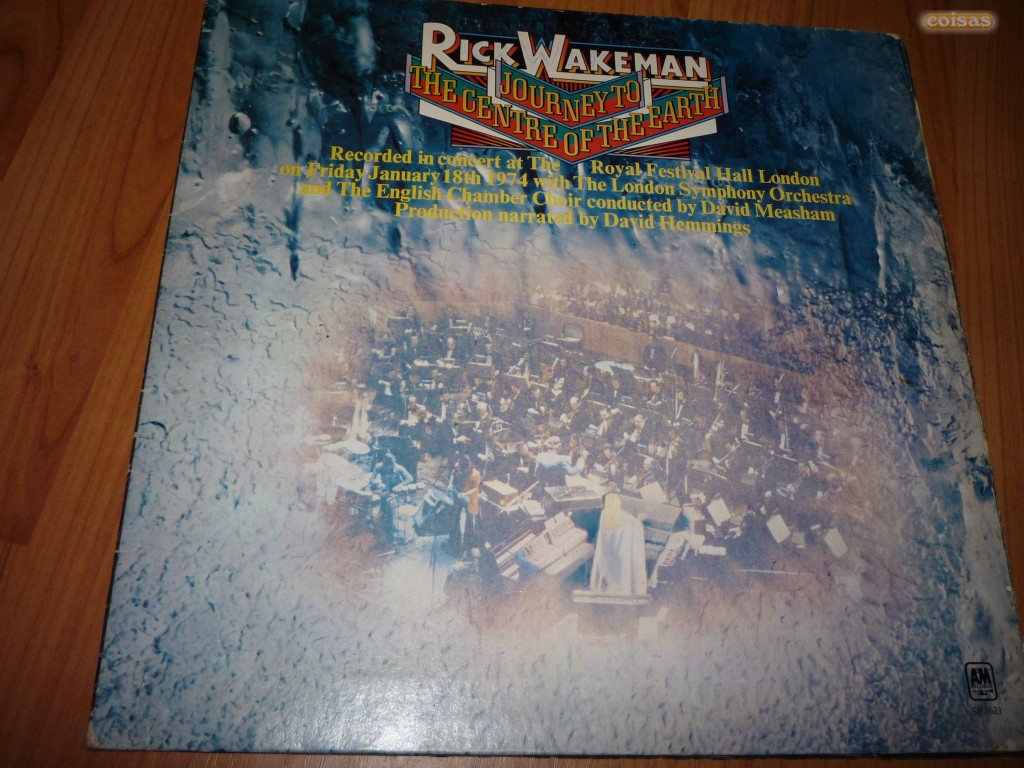 coisas
RICK WAKEMAN
JOURNEY TO
THE CENTRE OF THE EARTH
Recorded in concert at The Royal Festival Hall London
on Friday January 18th 1974 with The London Symphony Orchestra
and The English Chamber Choir conducted by David Measham
Production narrated by David Hemmings
A&M